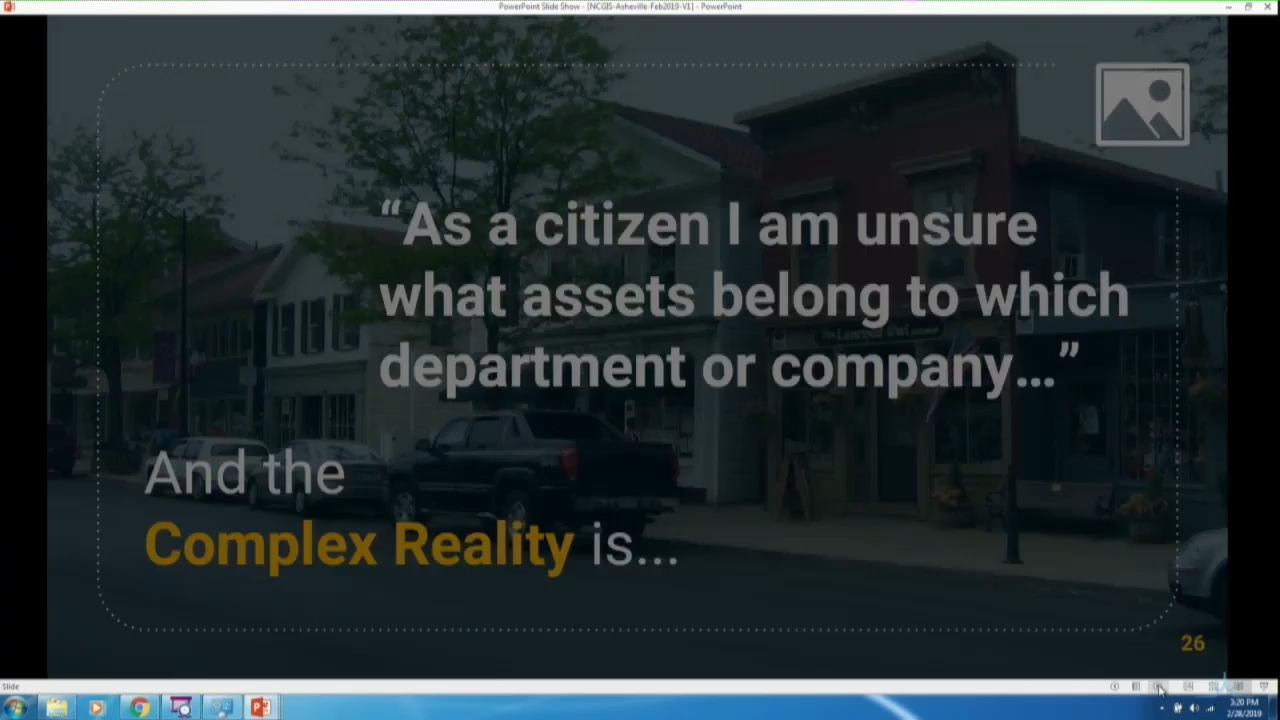 PowerPoint Slide Show - [NCGIS-Asheville-Feb2019-V1] - PowerPoint
“As a citizen I am unsure
what assets belong to which
department or company...”
And the
Complex Reality is...
26
Slide
3:20 PM
2/28/2019